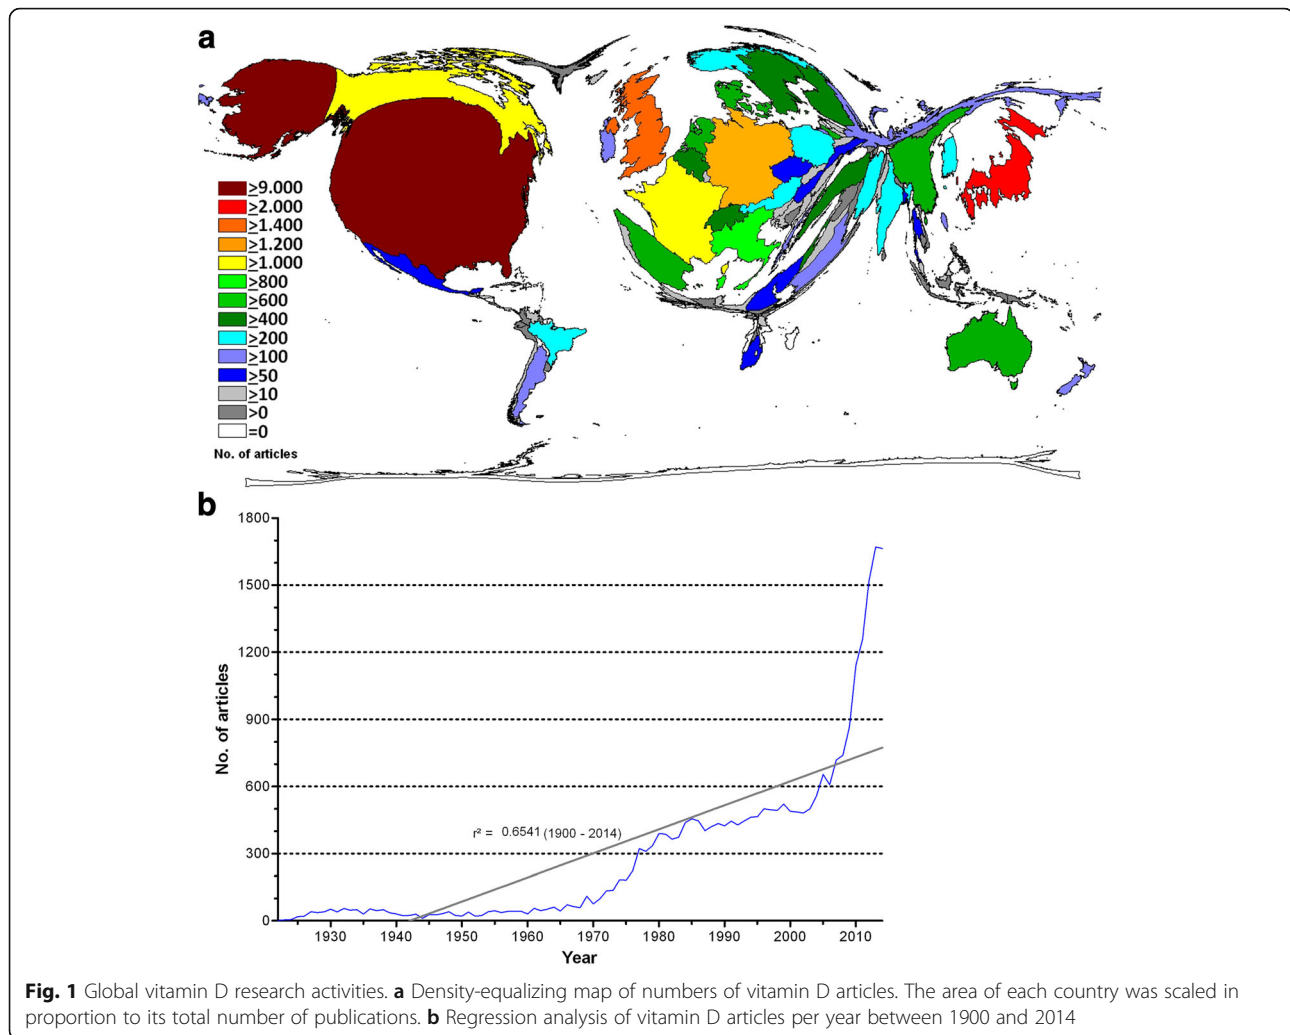 a
≥9.000
≥2.000
≥1.400
≥1.200
≥1.000
≥800
≥600
≥400
≥200
≥100
≥50
≥10
>0
=0
No. of articles
b
1800
1500
1200
900
600
300
0
No. of articles
r² = 0.6541 (1900 - 2014)
1930 1940 1950 1960 1970 1980 1990 2000 2010
Year
Fig. 1 Global vitamin D research activities. a Density-equalizing map of numbers of vitamin D articles. The area of each country was scaled in
proportion to its total number of publications. b Regression analysis of vitamin D articles per year between 1900 and 2014